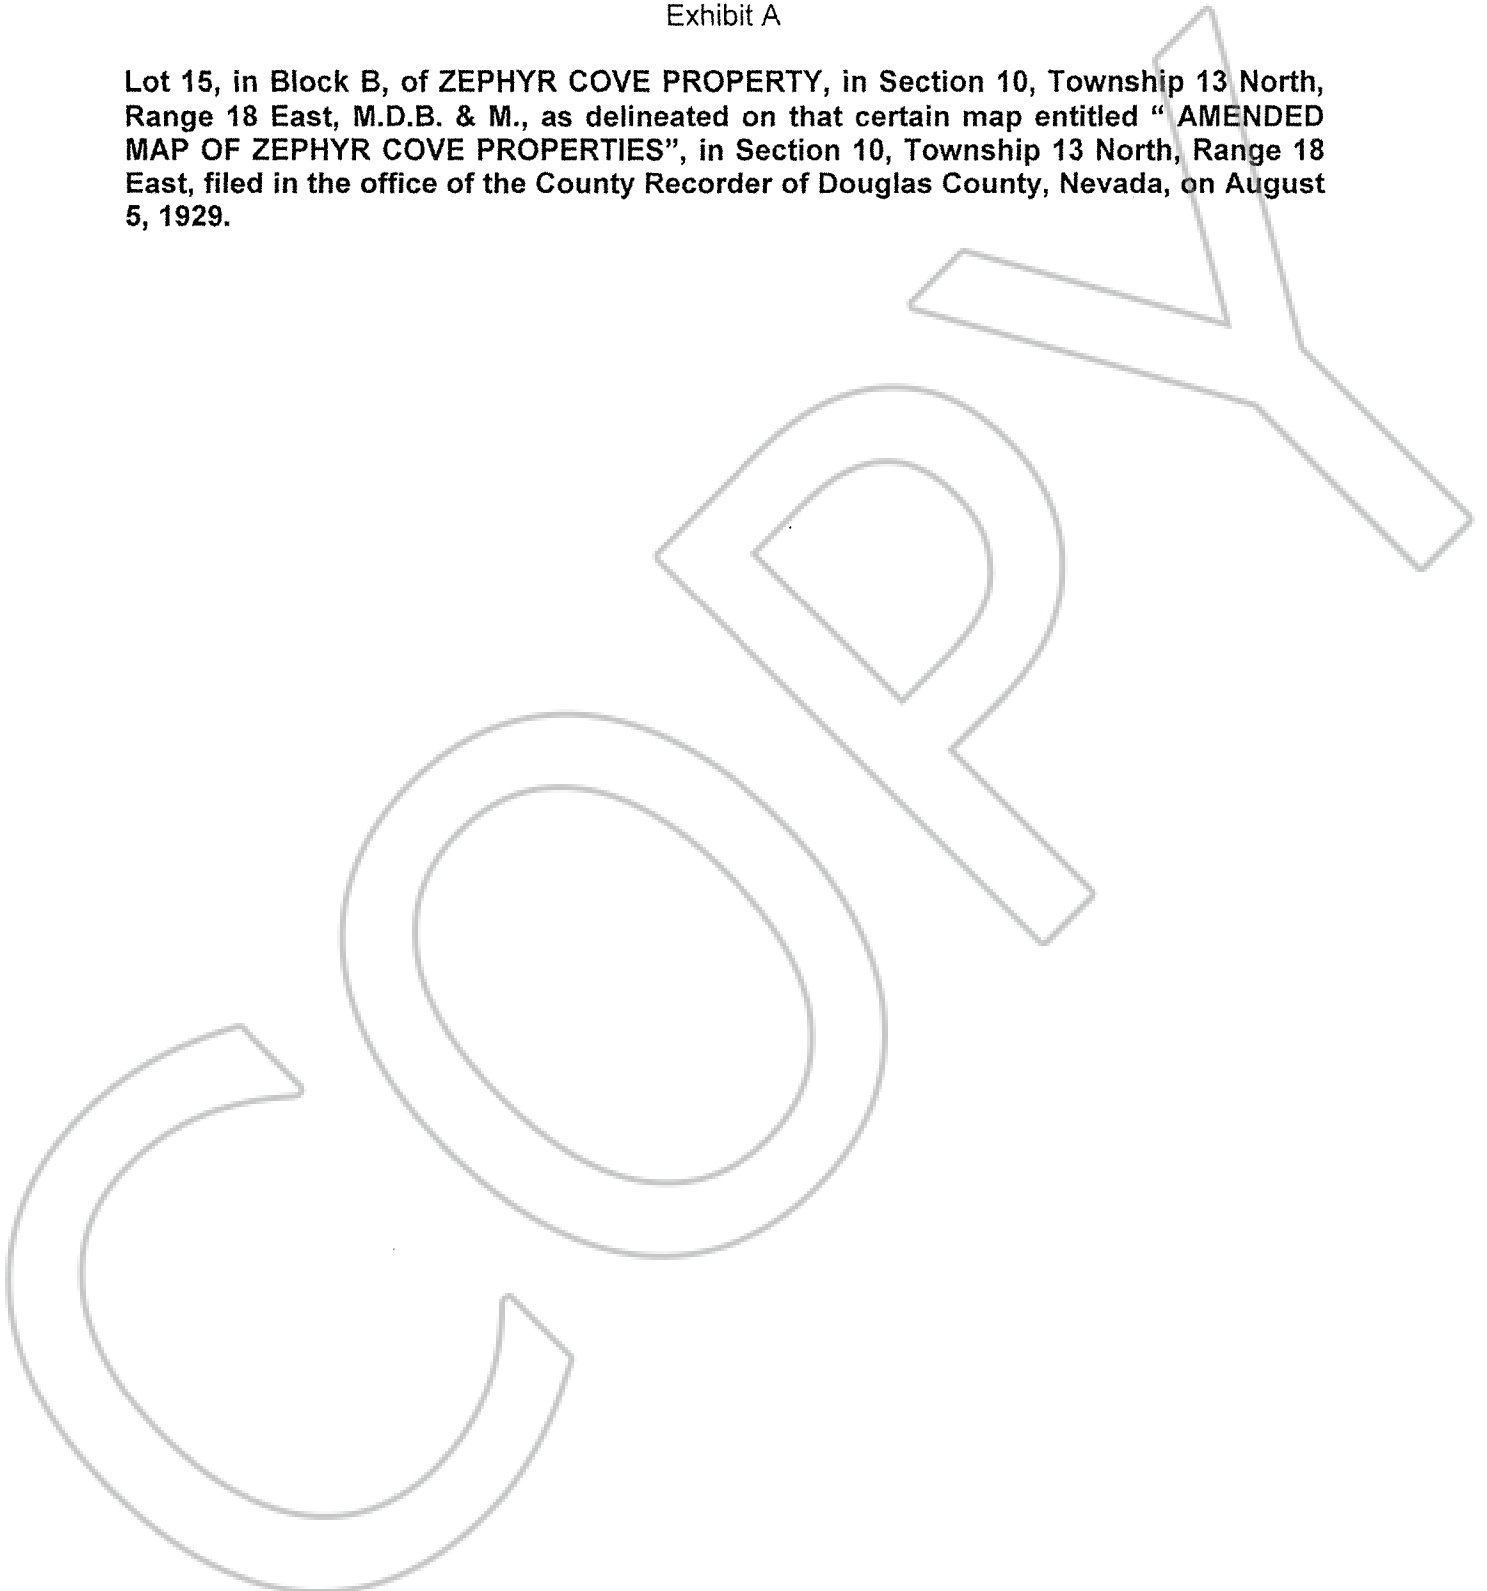 Exhibit A
Lot 15, in Block B, of ZEPHYR COVE PROPERTY, in Section 10, Township 13 North,
Range 18 East, M.D.B. & M., as delineated on that certain map entitled “ AMENDED
MAP OF ZEPHYR COVE PROPERTIES”, in Section 10, Township 13 North, Range 18
East, filed in the office of the County Recorder of Douglas County, Nevada, on August
5, 1929.
COPY